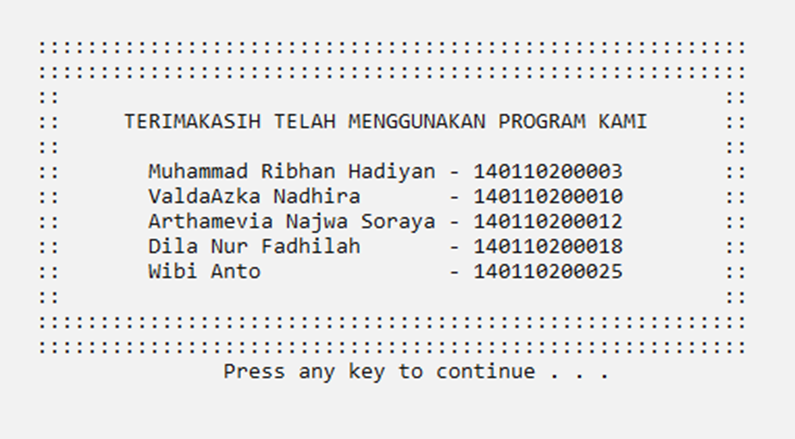 :::::::::::::::::::::::::::::::::::::::::::::::::::::::::
:::::::::::::::::::::::::::::::::::::::::::::::::::::::::
::                                                     ::
::     TERIMAKASIH TELAH MENGGUNAKAN PROGRAM KAMI      ::
::                                                     ::
::       Muhammad Ribhan Hadiyan - 140110200003        ::
::       ValdaAzka Nadhira       - 140110200010        ::
::       Arthamevia Najwa Soraya - 140110200012        ::
::       Dila Nur Fadhilah       - 140110200018        ::
::       Wibi Anto               - 140110200025        ::
::                                                     ::
:::::::::::::::::::::::::::::::::::::::::::::::::::::::::
:::::::::::::::::::::::::::::::::::::::::::::::::::::::::
               Press any key to continue . . .